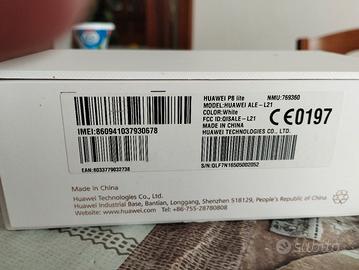 HUAWEI P8 lite
NMU:769360
MODEL:HUAWEI ALE-L21
COLOR:White
FCC ID:QISALE-L21
CE0197
MADE IN CHINA
HUAWEI TECHNOLOGIES CO., LTD.
IMEI:860941037930678
EAN:6033779032738
S/N:QLF7N16505002052
Made in China
Huawei Technologies Co., Ltd.
Huawei Industrial Base, Bantian, Longgang, Shenzhen 518129, People's Republic of China
Website: www.huawei.com Tel: +86-755-28780808
subito